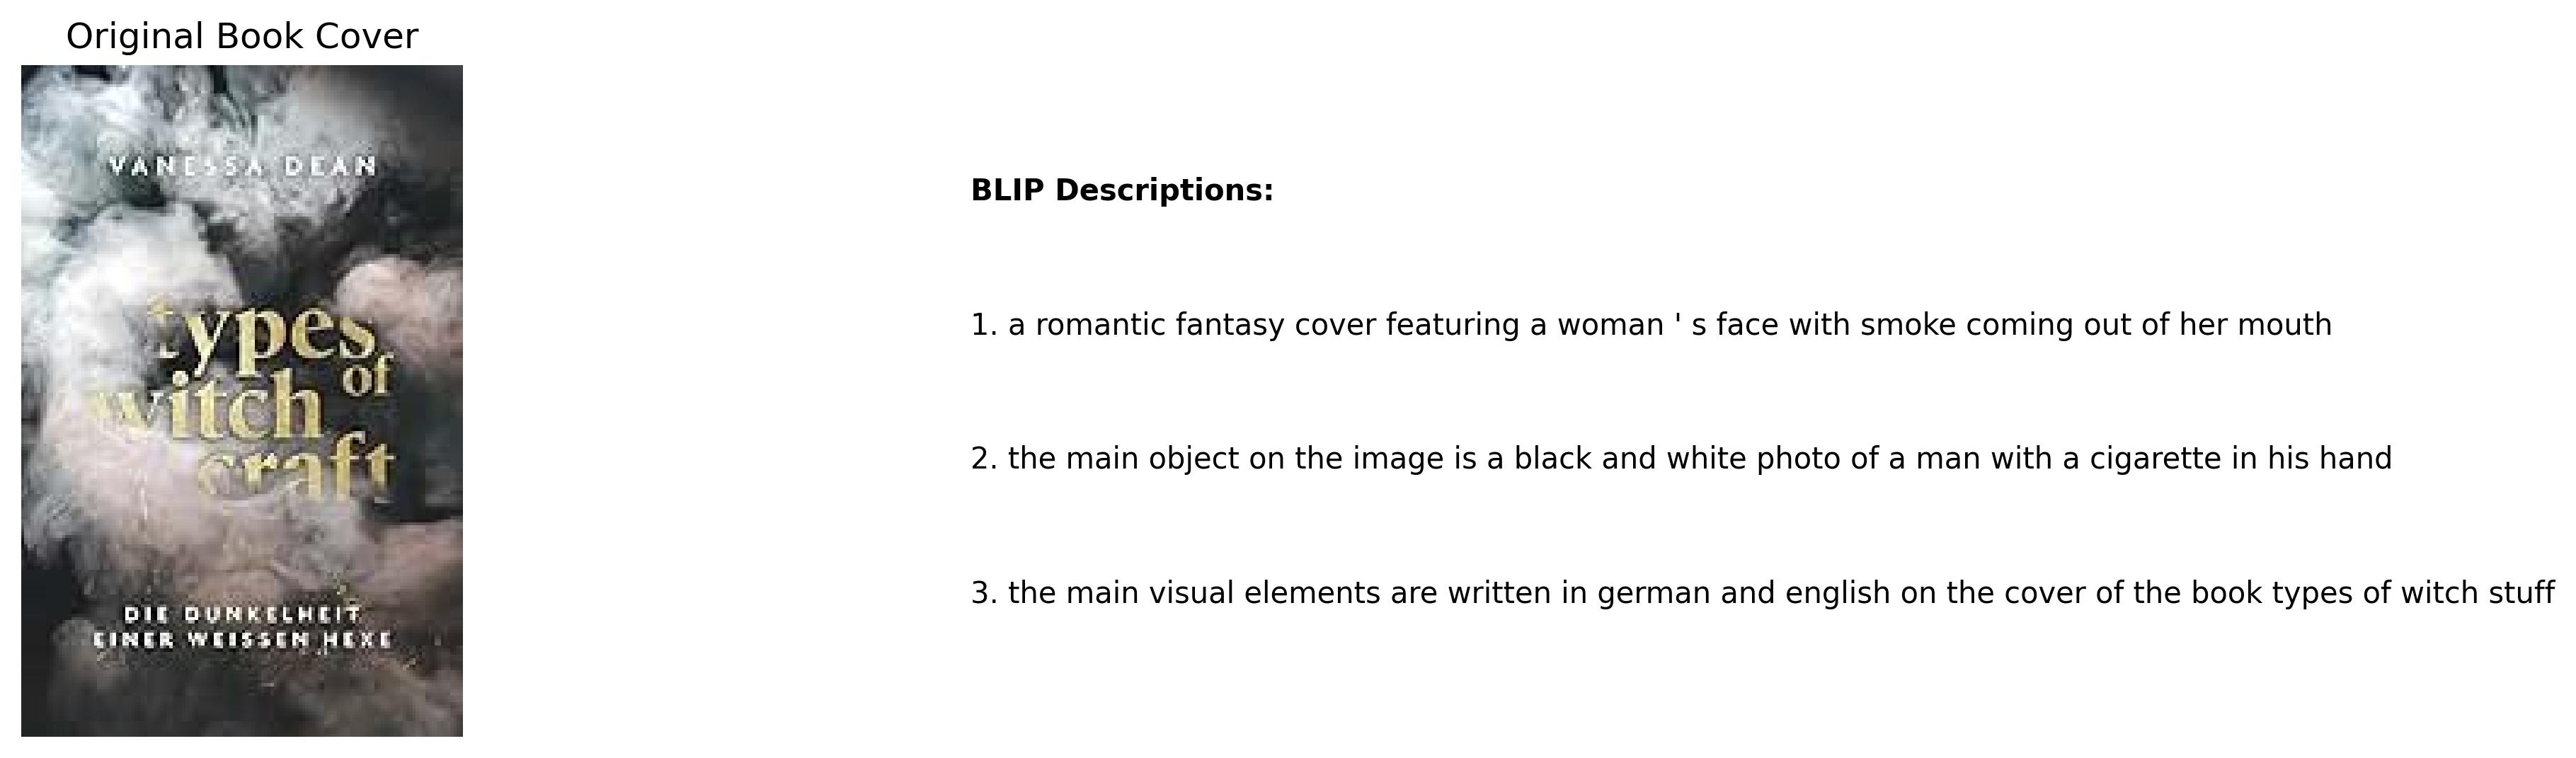 Original Book Cover
VANESSA DEAN
types
of
witch
craft
DIE DUNKELHEIT
EINER WEISSEN HEXE
BLIP Descriptions:
1. a romantic fantasy cover featuring a woman ' s face with smoke coming out of her mouth
2. the main object on the image is a black and white photo of a man with a cigarette in his hand
3. the main visual elements are written in german and english on the cover of the book types of witch stuff